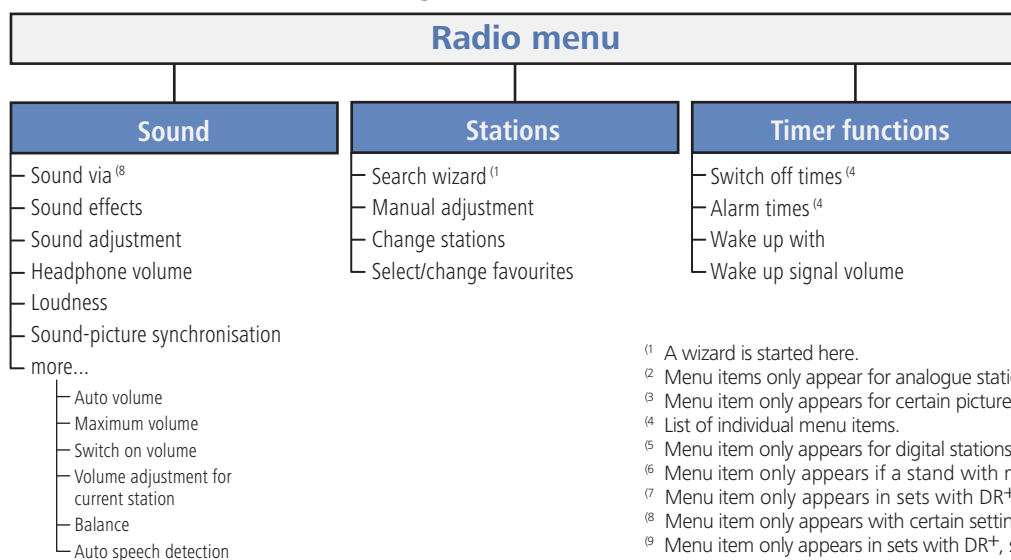 Radio menu
Sound
Sound via (8
Sound effects
Sound adjustment
Headphone volume
Loudness
Sound-picture synchronisation
more...
Auto volume
Maximum volume
Switch on volume
Volume adjustment for
current station
Balance
Auto speech detection
Stations
Search wizard (1
Manual adjustment
Change stations
Select/change favourites
Timer functions
Switch off times (4
Alarm times (4
Wake up with
Wake up signal volume
(1 A wizard is started here.
(2 Menu items only appear for analogue
(3 Menu item only appears for certain picture
(4 List of individual menu items.
(5 Menu item only appears for digital stations
(6 Menu item only appears if a stand with
(7 Menu item only appears in sets with DR+
(8 Menu item only appears with certain
(9 Menu item only appears in sets with DR+,